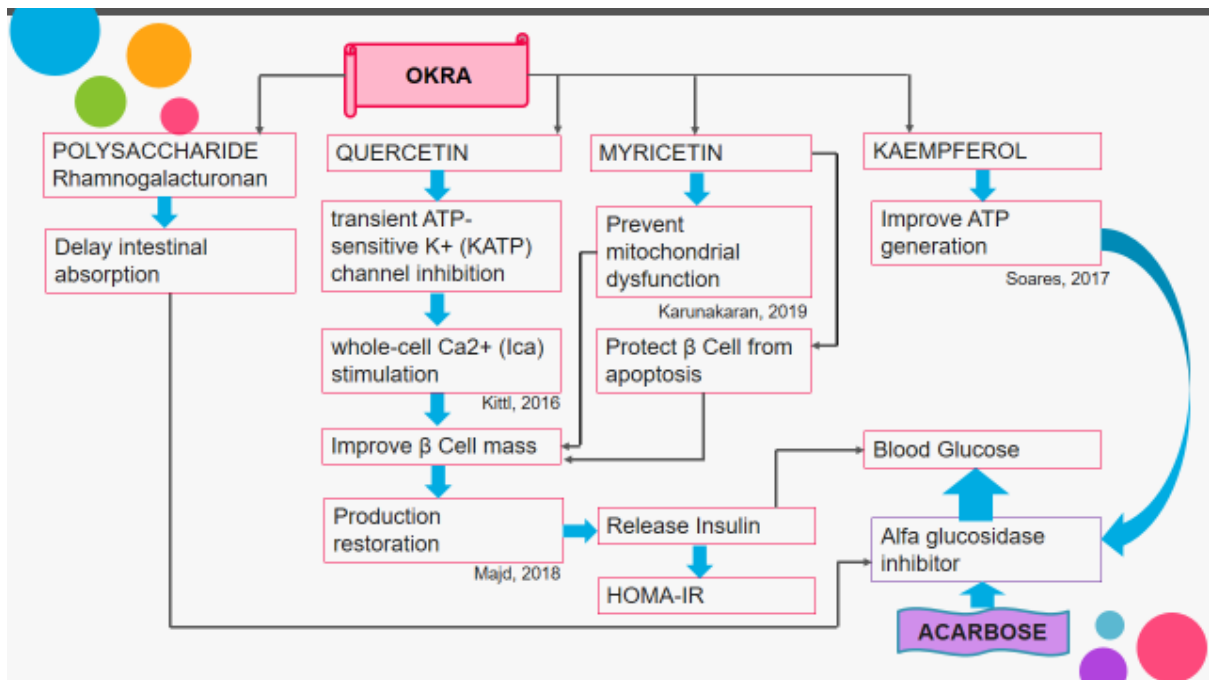 OKRA
POLYSACCHARIDE
Rhamnogalacturonan
Delay intestinal
absorption
QUERCETIN
transient ATP-
sensitive K+ (KATP)
channel inhibition
whole-cell Ca2+ (Ica)
stimulation
Kittl, 2016
Improve β Cell mass
Production
restoration
Majd, 2018
MYRICETIN
Prevent
mitochondrial
dysfunction
Karunakaran, 2019
Protect β Cell from
apoptosis
Release Insulin
HOMA-IR
KAEMPFEROL
Improve ATP
generation
Soares, 2017
Blood Glucose
Alfa glucosidase
inhibitor
ACARBOSE